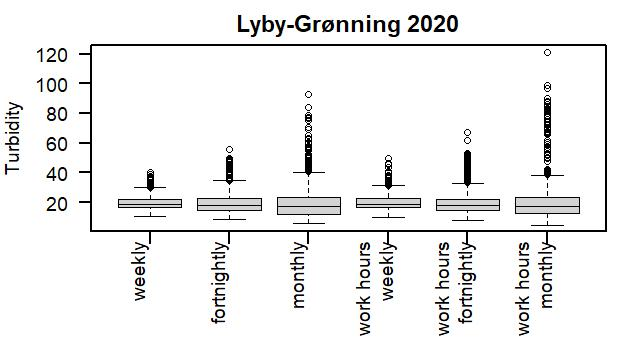 Lyby-Grønning 2020
Turbidity
120
100
80
60
40
20
weekly
fortnightly
monthly
work hours
weekly
work hours
fortnightly
work hours
monthly